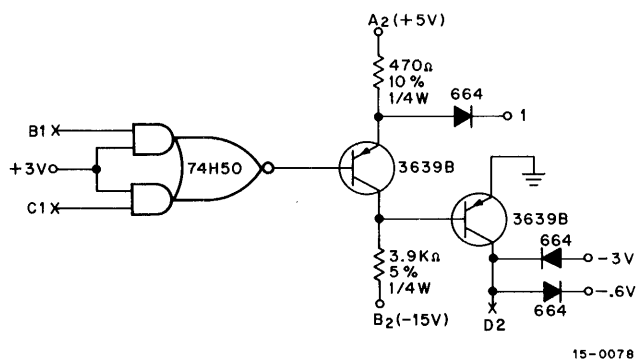 A2(+5V)
470Ω
10%
1/4W
664
1
B1
74H50
+3V
3639B
C1
3639B
3.9KΩ
5%
1/4W
664
-3V
-.6V
664
B2(-15V)
D2
15-0078